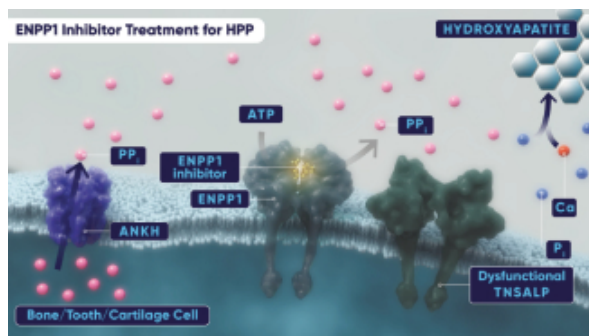 ENPP1 Inhibitor Treatment for HPP
HYDROXYAPATITE
ATP
PPi
PPi
ENPP1
inhibitor
ENPP1
ANKH
Ca
Pi
Dysfunctional
TNSALP
Bone/Tooth/Cartilage Cell